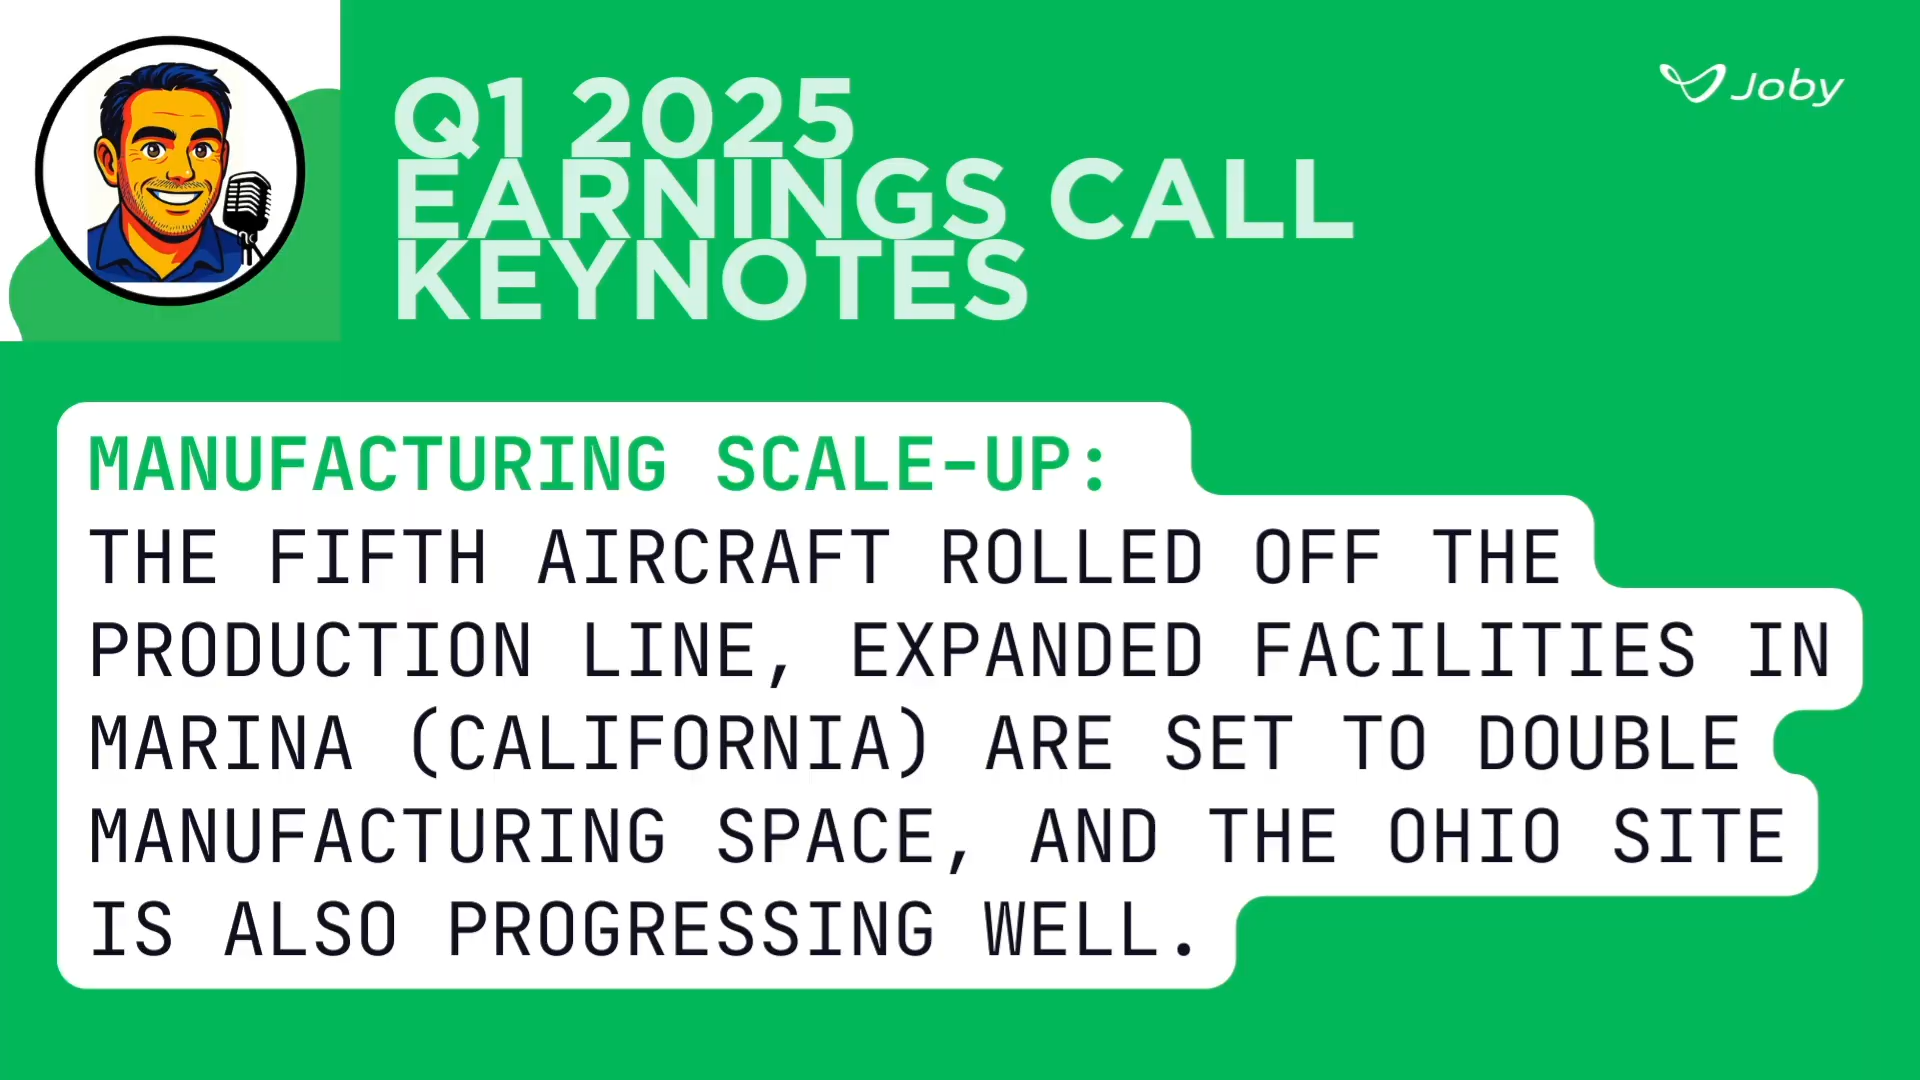 Q1 2025
EARNINGS CALL
KEYNOTES
Joby
MANUFACTURING SCALE-UP:
THE FIFTH AIRCRAFT ROLLED OFF THE
PRODUCTION LINE, EXPANDED FACILITIES IN
MARINA (CALIFORNIA) ARE SET TO DOUBLE
MANUFACTURING SPACE, AND THE OHIO SITE
IS ALSO PROGRESSING WELL.